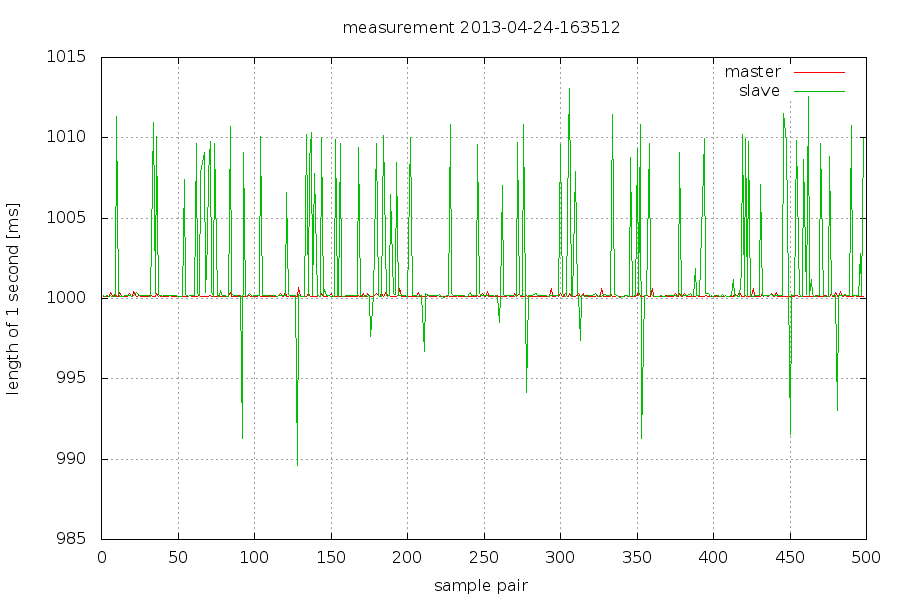 measurement 2013-04-24-163512
1015
master
slave
1010
1005
1000
995
990
985
length of 1 second [ms]
0 50 100 150 200 250 300 350 400 450 500
sample pair